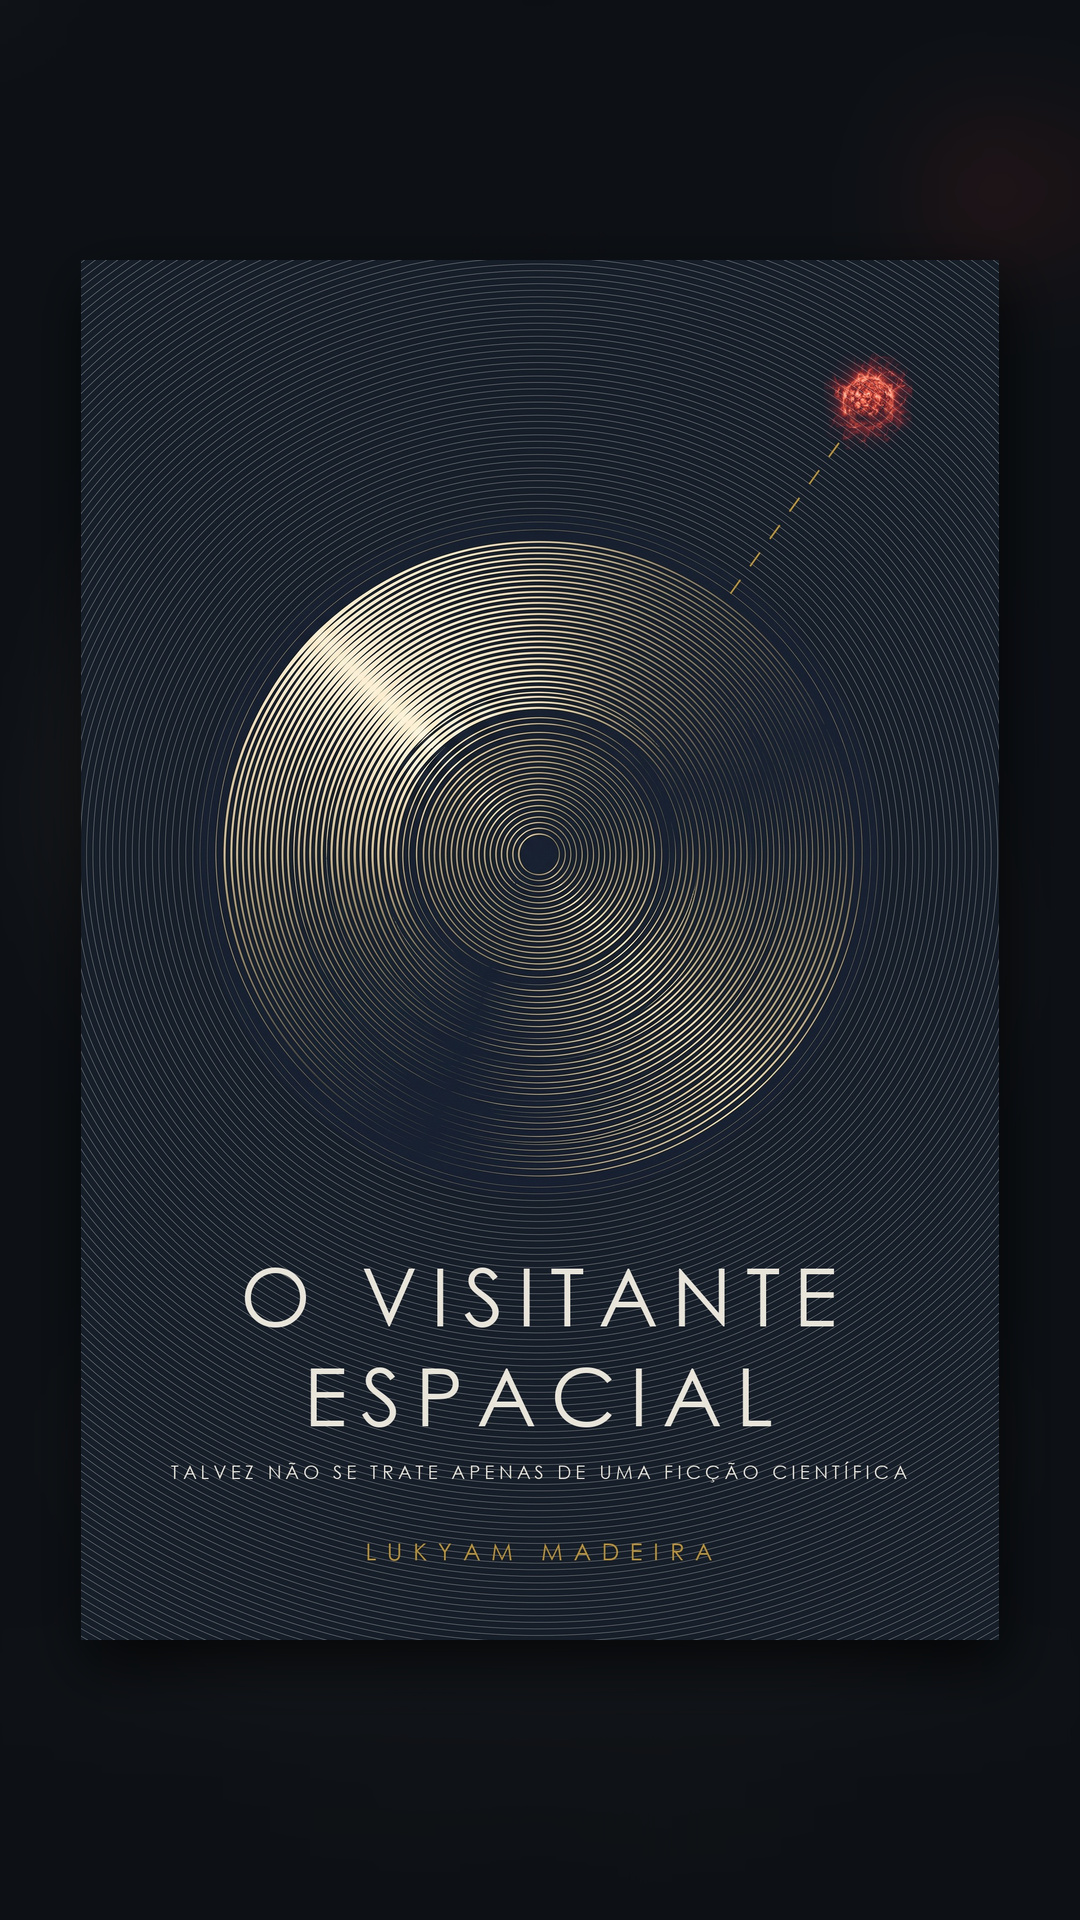 O VISITANTE
ESPACIAL
TALVEZ NÃO SE TRATE APENAS DE UMA FICÇÃO CIENTÍFICA
LUKYAM MADEIRA